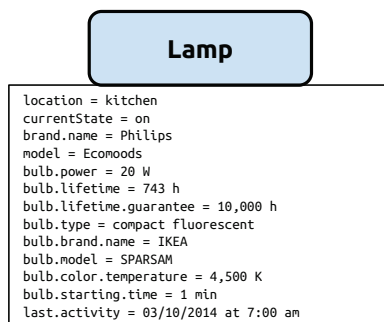 Lamp
location = kitchen
currentState = on
brand.name = Philips
model = Ecomoods
bulb.power = 20 W
bulb.lifetime = 743 h
bulb.lifetime.guarantee = 10,000 h
bulb.type = compact fluorescent
bulb.brand.name = IKEA
bulb.model = SPARSAM
bulb.color.temperature = 4,500 K
bulb.starting.time = 1 min
last.activity = 03/10/2014 at 7:00 am